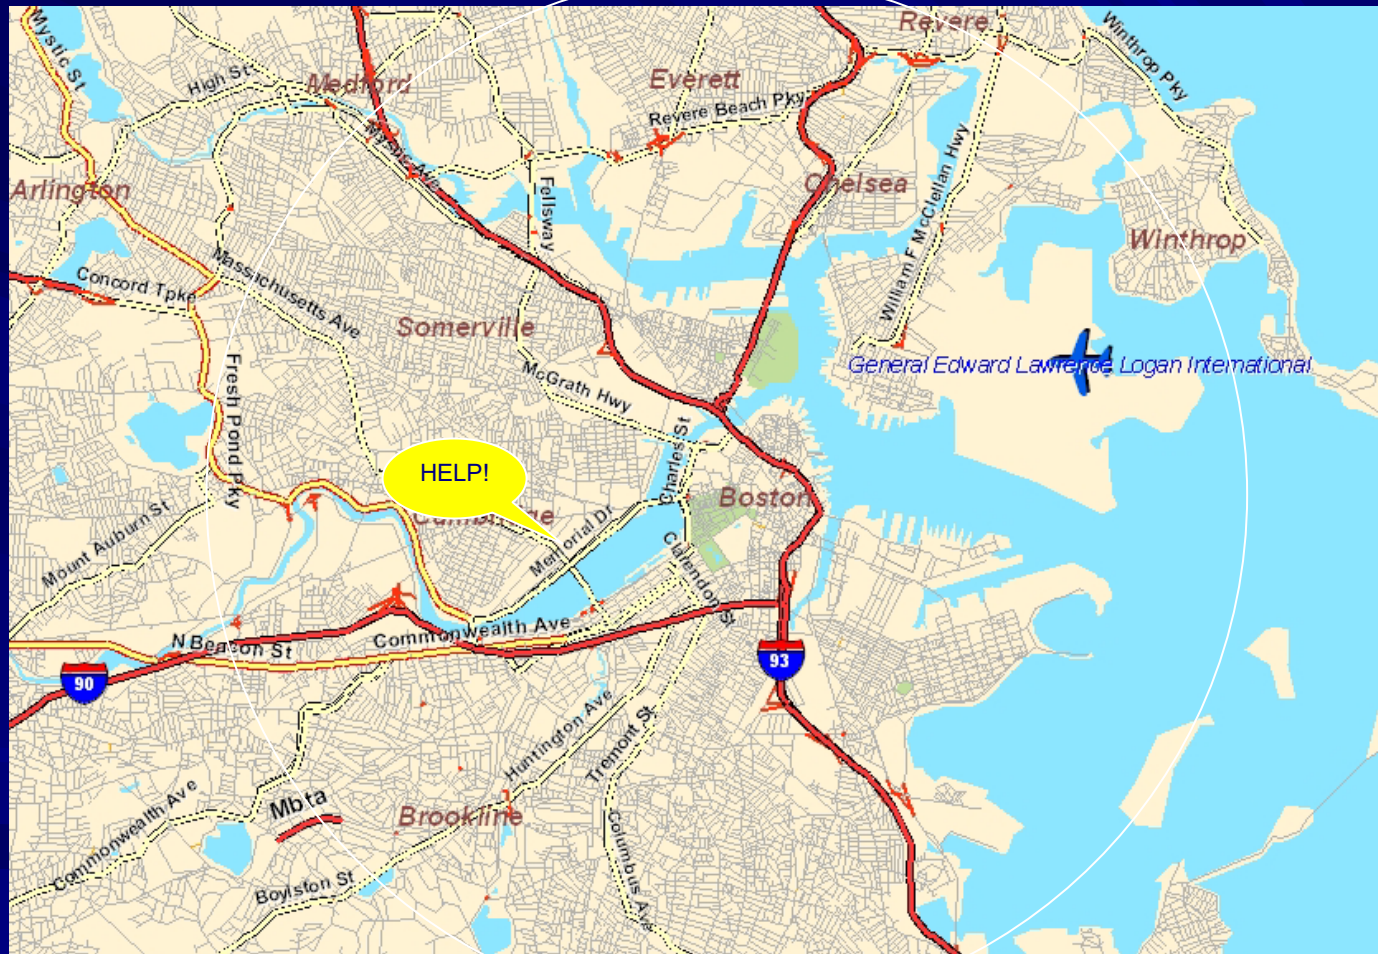 Revere
Winthrop Pky
Mystic St
High St
Medford
Everett
Revere Beach Pky
Mystic Ave
Arlington
Fellsway
Chelsea
William F McClellan Hwy
Winthrop
Massachusetts Ave
Concord Tpke
Somerville
General Edward Lawrence Logan International
Fresh Pond Pky
McGrath Hwy
Charles St
HELP!
Boston
Cambridge
Memorial Dr
Mount Auburn St
Clarendon St
Commonwealth Ave
N Beacon St
90
93
Huntington Ave
Tremont St
Mbta
Commonwealth Ave
Brookline
Columbus Ave
Boylston St